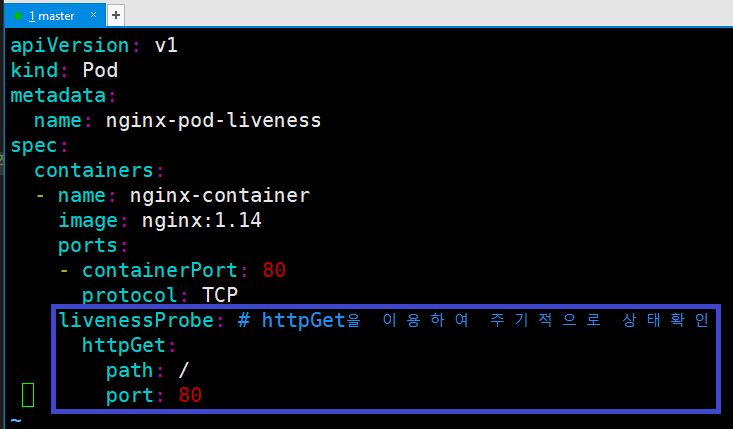 1 master × +
apiVersion: v1
kind: Pod
metadata:
  name: nginx-pod-liveness
spec:
  containers:
  - name: nginx-container
    image: nginx:1.14
    ports:
    - containerPort: 80
      protocol: TCP
    livenessProbe: # httpGet을 이용하여 주기적으로 상태확인
      httpGet:
        path: /
        port: 80
~